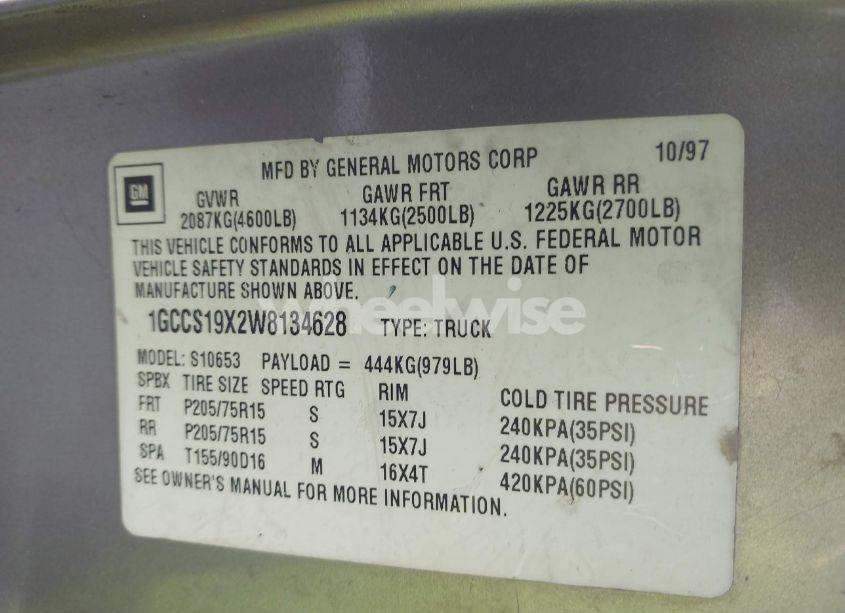 MFD BY GENERAL MOTORS CORP 10/97
GM
GVWR GAWR FRT GAWR RR
2087KG(4600LB) 1134KG(2500LB) 1225KG(2700LB)
THIS VEHICLE CONFORMS TO ALL APPLICABLE U.S. FEDERAL MOTOR
VEHICLE SAFETY STANDARDS IN EFFECT ON THE DATE OF
MANUFACTURE SHOWN ABOVE.
wheelwise
1GCCS19X2W8134628 TYPE: TRUCK
MODEL: S10653 PAYLOAD = 444KG(979LB)
SPBX TIRE SIZE SPEED RTG RIM COLD TIRE PRESSURE
FRT P205/75R15 S 15X7J 240KPA(35PSI)
RR P205/75R15 S 15X7J 240KPA(35PSI)
SPA T155/90D16 M 16X4T 420KPA(60PSI)
SEE OWNER'S MANUAL FOR MORE INFORMATION.